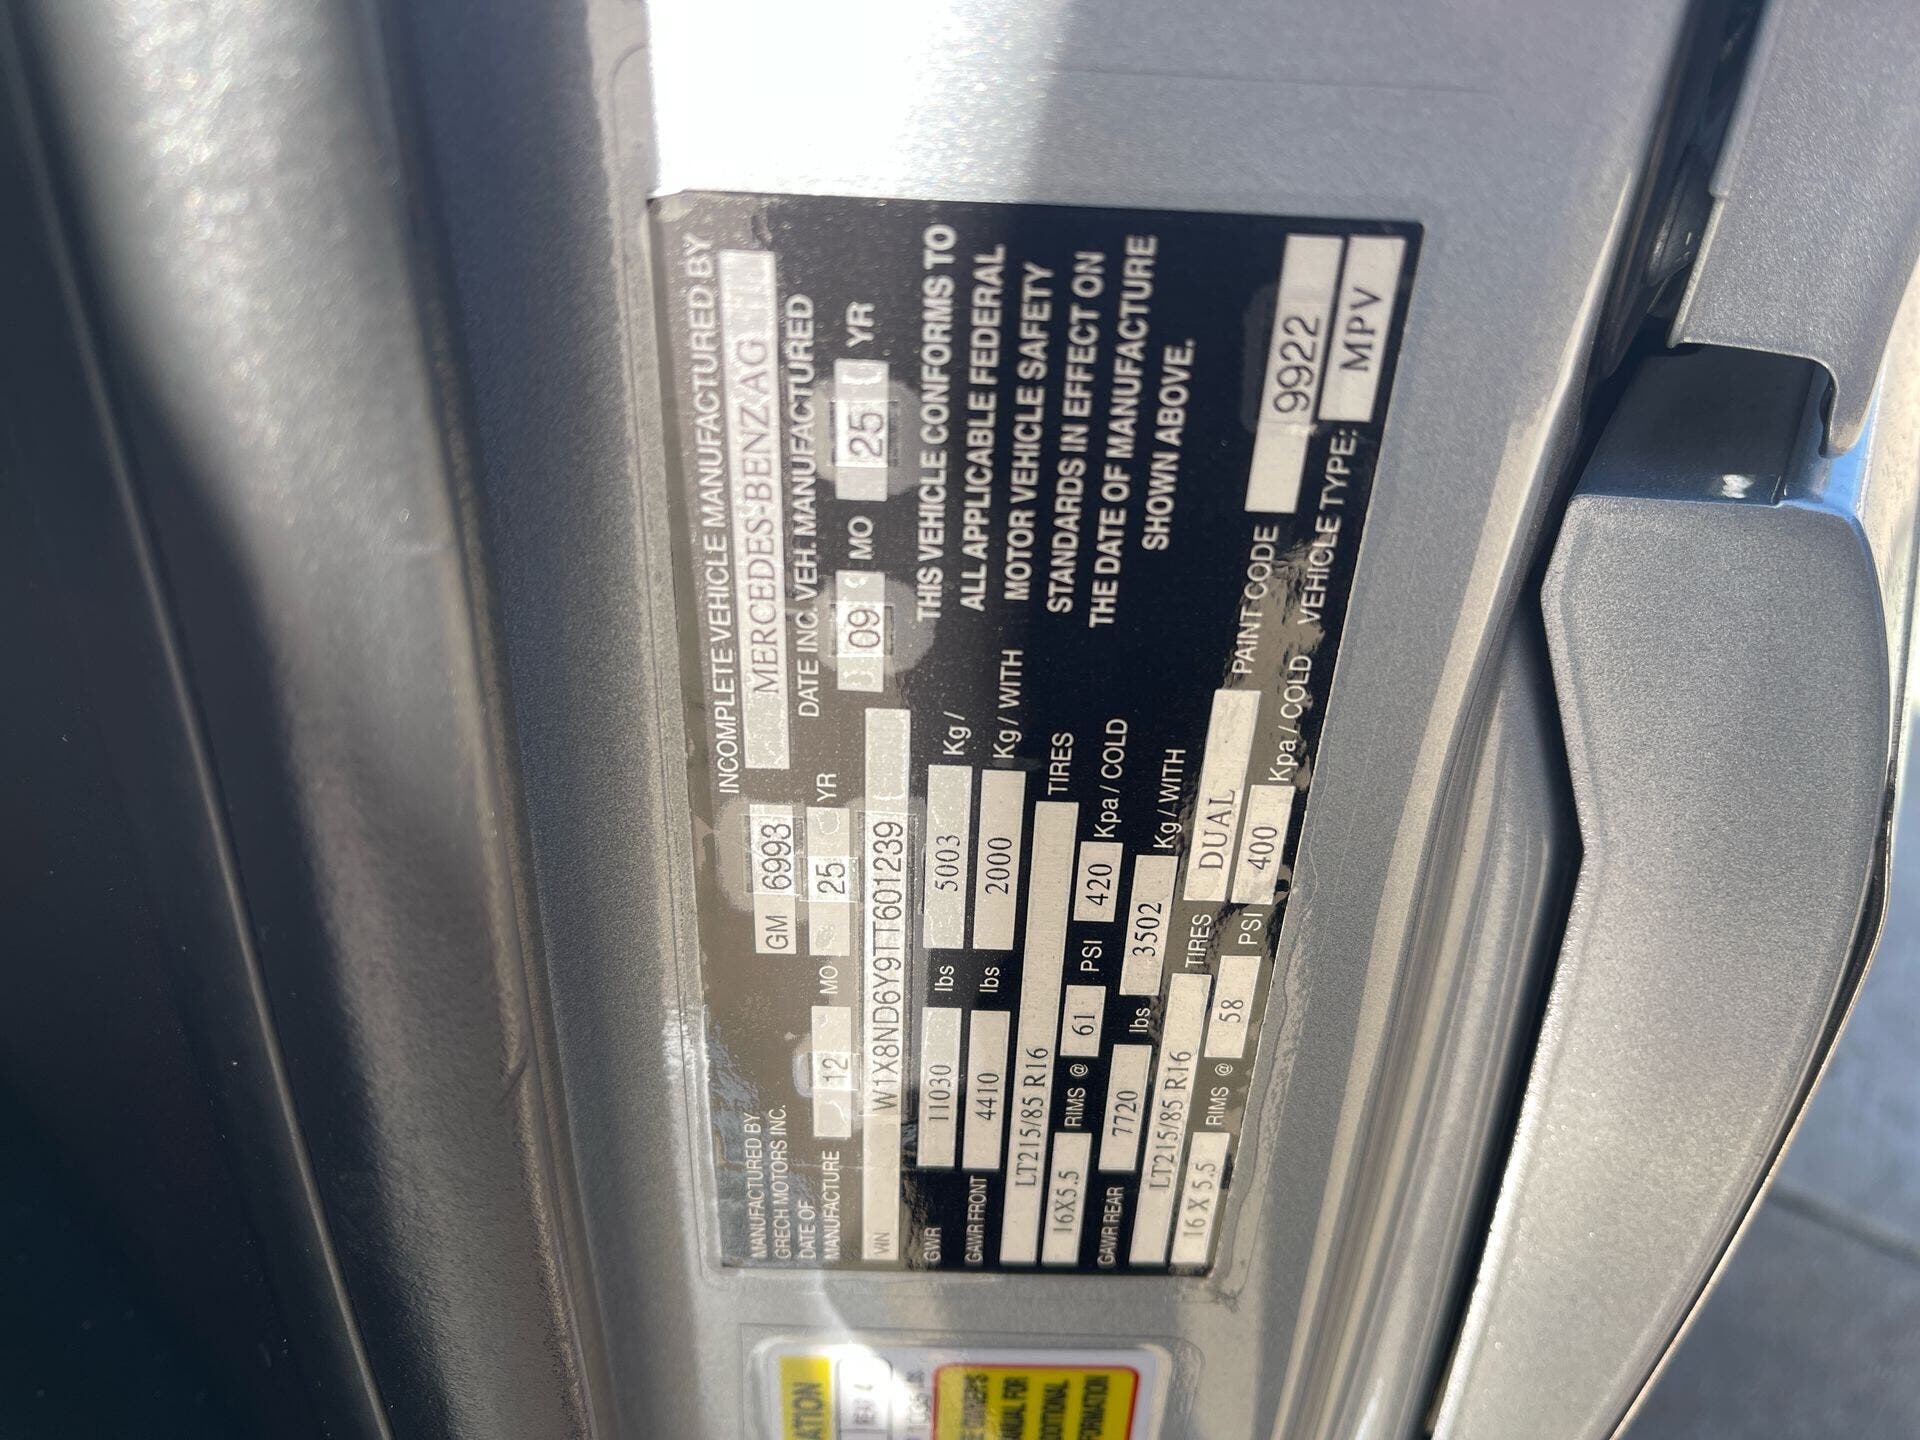 MANUFACTURED BY
GRECH MOTORS INC.
GM 6993
DATE OF
MANUFACTURE 12 MO 25 YR
INCOMPLETE VEHICLE MANUFACTURED BY
MERCEDES-BENZ AG
DATE INC. VEH. MANUFACTURED
09 MO 25 YR
VIN W1X8ND6Y9TT601239
GWR 11030 lbs 5003 Kg /
GAWR FRONT 4410 lbs 2000 Kg / WITH
LT215/85 R16 TIRES
16X5.5 RIMS @ 61 PSI 420 Kpa / COLD
GAWR REAR 7720 lbs 3502 Kg / WITH
LT215/85 R16 TIRES DUAL
16 X 5.5 RIMS @ 58 PSI 400 Kpa / COLD
THIS VEHICLE CONFORMS TO
ALL APPLICABLE FEDERAL
MOTOR VEHICLE SAFETY
STANDARDS IN EFFECT ON
THE DATE OF MANUFACTURE
SHOWN ABOVE.
PAINT CODE 9922
VEHICLE TYPE: MPV
ATION
REAR 4